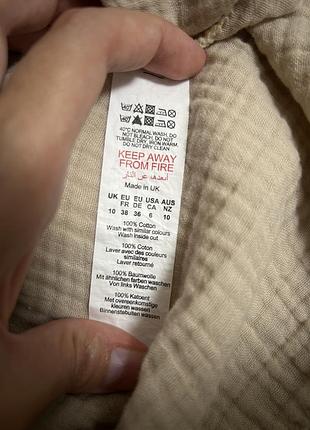 40°C NORMAL WASH, DO
NOT BLEACH, DO NOT
TUMBLE DRY, IRON WARM,
DO NOT DRY CLEAN
KEEP AWAY
FROM FIRE
أبعدها عن النار
Made in UK
UK EU EU USA AUS
FR DE CA NZ
10 38 36 6 10
100% Cotton
Wash with similar colours
Wash inside out
100% Coton
Laver avec des couleurs
similaires
Laver retourné
100% Baumwolle
Mit ähnlichen farben waschen
Von links Waschen
100% Katoent
Met overeenkomstige
kleuren wassen
Binnenstebuiten wassen